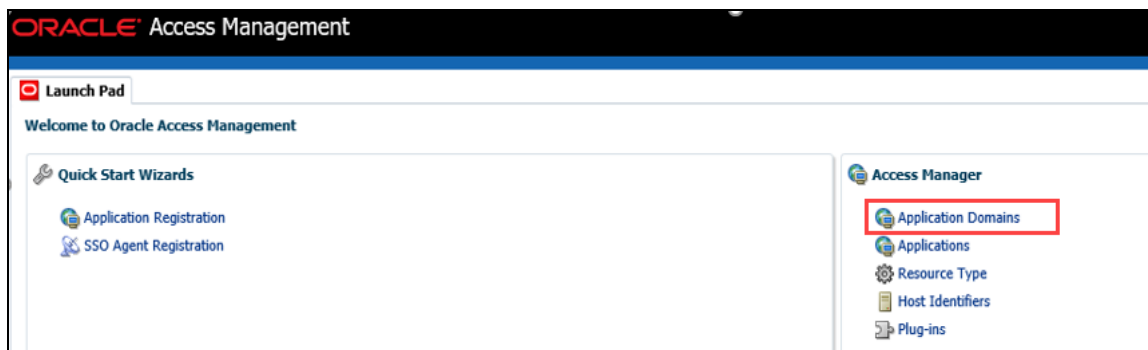 ORACLE Access Management
Launch Pad
Welcome to Oracle Access Management
Quick Start Wizards
Application Registration
SSO Agent Registration
Access Manager
Application Domains
Applications
Resource Type
Host Identifiers
Plug-ins